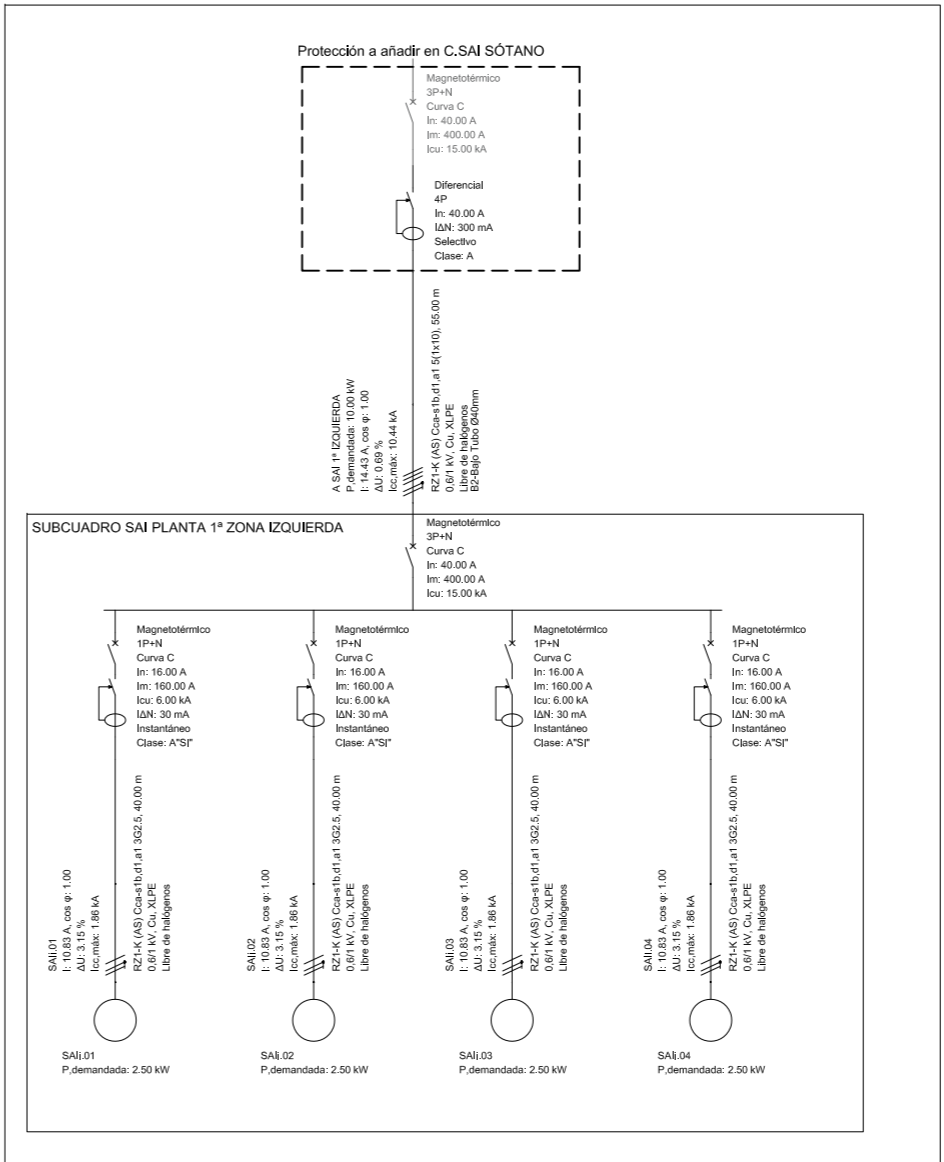 Protección a añadir en C.SAI SÓTANO
Magnetotérmico
3P+N
Curva C
In: 40.00 A
Im: 400.00 A
Icu: 15.00 kA
Diferencial
4P
In: 40.00 A
IΔN: 300 mA
Selectivo
Clase: A
A SAI 1ª IZQUIERDA
P,demandada: 10.00 kW
I: 14.43 A, cos φ: 1.00
ΔU: 0.69 %
Icc,máx: 10.44 kA
RZ1-K (AS) Cca-s1b,d1,a1 5(1x10), 55.00 m
0,6/1 kV, Cu, XLPE
Libre de halógenos
B2-Bajo Tubo Ø40mm
SUBCUADRO SAI PLANTA 1ª ZONA IZQUIERDA
Magnetotérmico
3P+N
Curva C
In: 40.00 A
Im: 400.00 A
Icu: 15.00 kA
Magnetotérmico
1P+N
Curva C
In: 16.00 A
Im: 160.00 A
Icu: 6.00 kA
IΔN: 30 mA
Instantáneo
Clase: A"SI"
Magnetotérmico
1P+N
Curva C
In: 16.00 A
Im: 160.00 A
Icu: 6.00 kA
IΔN: 30 mA
Instantáneo
Clase: A"SI"
Magnetotérmico
1P+N
Curva C
In: 16.00 A
Im: 160.00 A
Icu: 6.00 kA
IΔN: 30 mA
Instantáneo
Clase: A"SI"
Magnetotérmico
1P+N
Curva C
In: 16.00 A
Im: 160.00 A
Icu: 6.00 kA
IΔN: 30 mA
Instantáneo
Clase: A"SI"
SAIi.01
I: 10.83 A, cos φ: 1.00
ΔU: 3.15 %
Icc,máx: 1.86 kA
RZ1-K (AS) Cca-s1b,d1,a1 3G2.5, 40.00 m
0,6/1 kV, Cu, XLPE
Libre de halógenos
SAIi.02
I: 10.83 A, cos φ: 1.00
ΔU: 3.15 %
Icc,máx: 1.86 kA
RZ1-K (AS) Cca-s1b,d1,a1 3G2.5, 40.00 m
0,6/1 kV, Cu, XLPE
Libre de halógenos
SAIi.03
I: 10.83 A, cos φ: 1.00
ΔU: 3.15 %
Icc,máx: 1.86 kA
RZ1-K (AS) Cca-s1b,d1,a1 3G2.5, 40.00 m
0,6/1 kV, Cu, XLPE
Libre de halógenos
SAIi.04
I: 10.83 A, cos φ: 1.00
ΔU: 3.15 %
Icc,máx: 1.86 kA
RZ1-K (AS) Cca-s1b,d1,a1 3G2.5, 40.00 m
0,6/1 kV, Cu, XLPE
Libre de halógenos
SAIi.01
P,demandada: 2.50 kW
SAIi.02
P,demandada: 2.50 kW
SAIi.03
P,demandada: 2.50 kW
SAIi.04
P,demandada: 2.50 kW